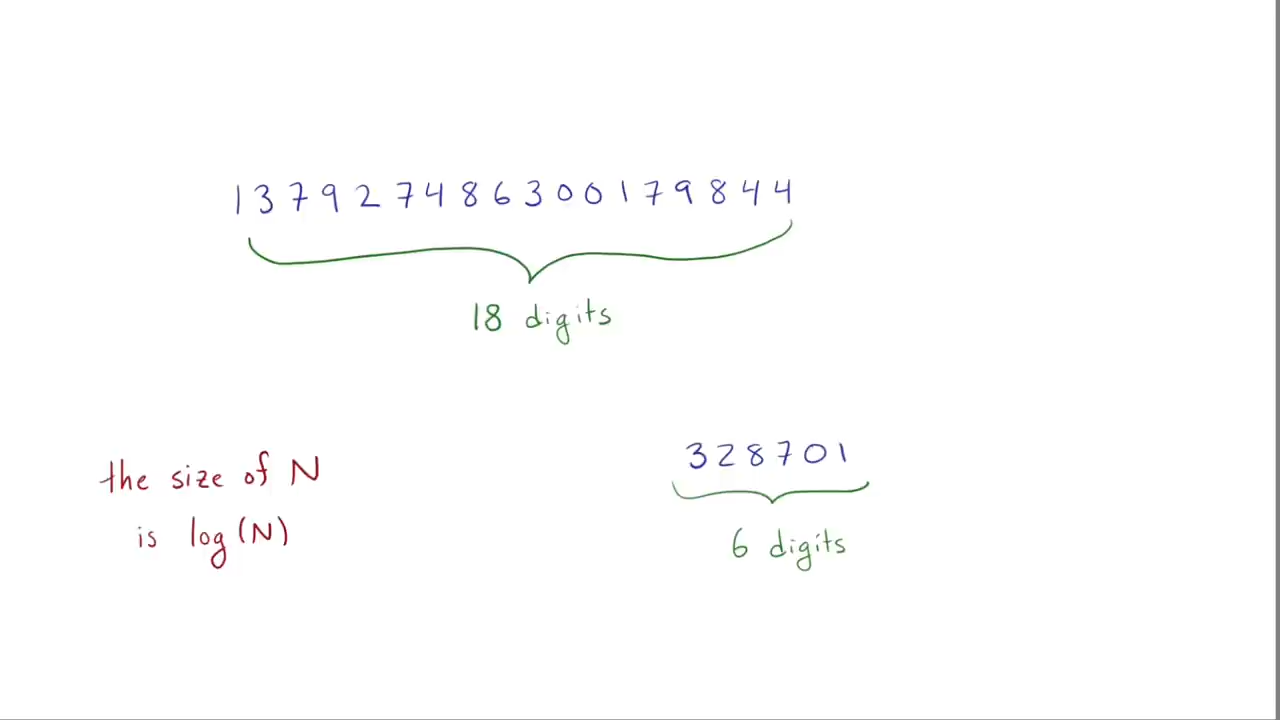 137927486300179844
18 digits
the size of N
is log(N)
328701
6 digits